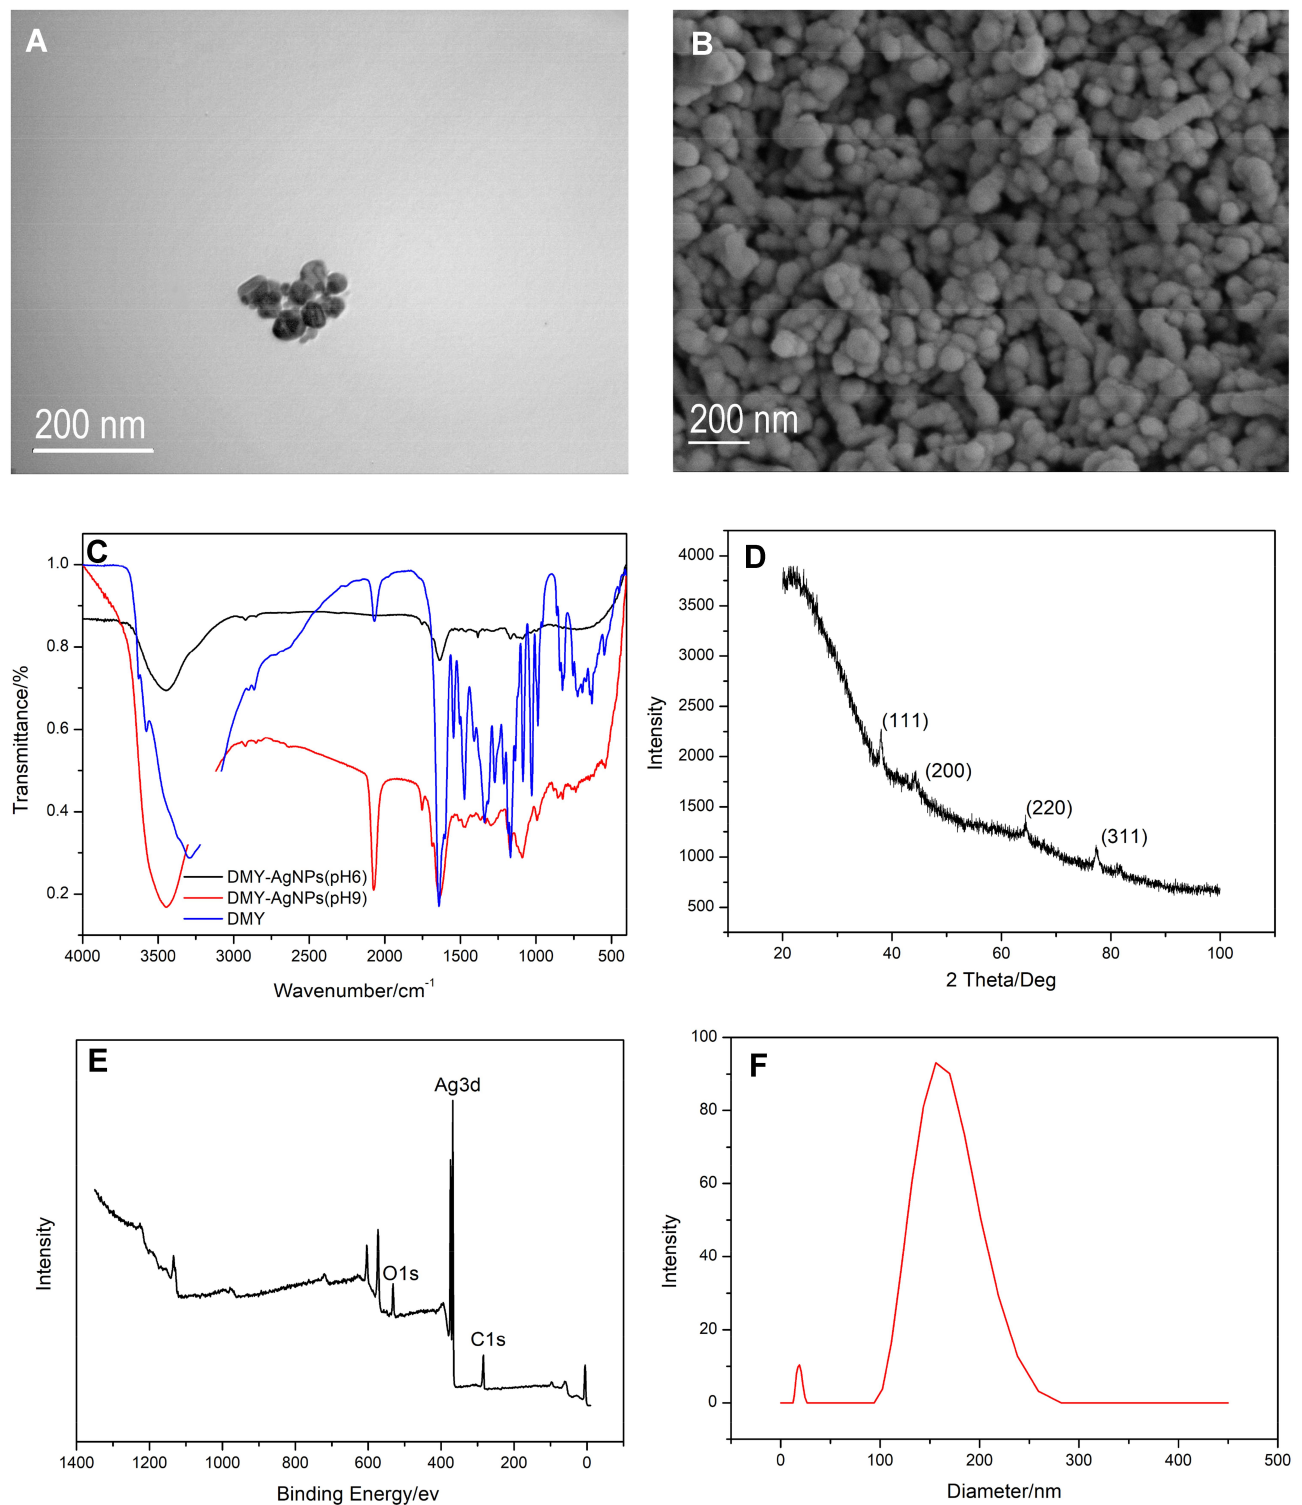 A
200 nm
B
200 nm
C
1.0
0.8
0.6
0.4
0.2
Transmittance/%
DMY-AgNPs(pH6)
DMY-AgNPs(pH9)
DMY
4000 3500 3000 2500 2000 1500 1000 500
Wavenumber/cm-1
D
4000
3500
3000
2500
2000
1500
1000
500
Intensity
(111)
(200)
(220)
(311)
20 40 60 80 100
2 Theta/Deg
E
Ag3d
O1s
C1s
Intensity
1400 1200 1000 800 600 400 200 0
Binding Energy/ev
F
100
80
60
40
20
0
Intensity
0 100 200 300 400 500
Diameter/nm